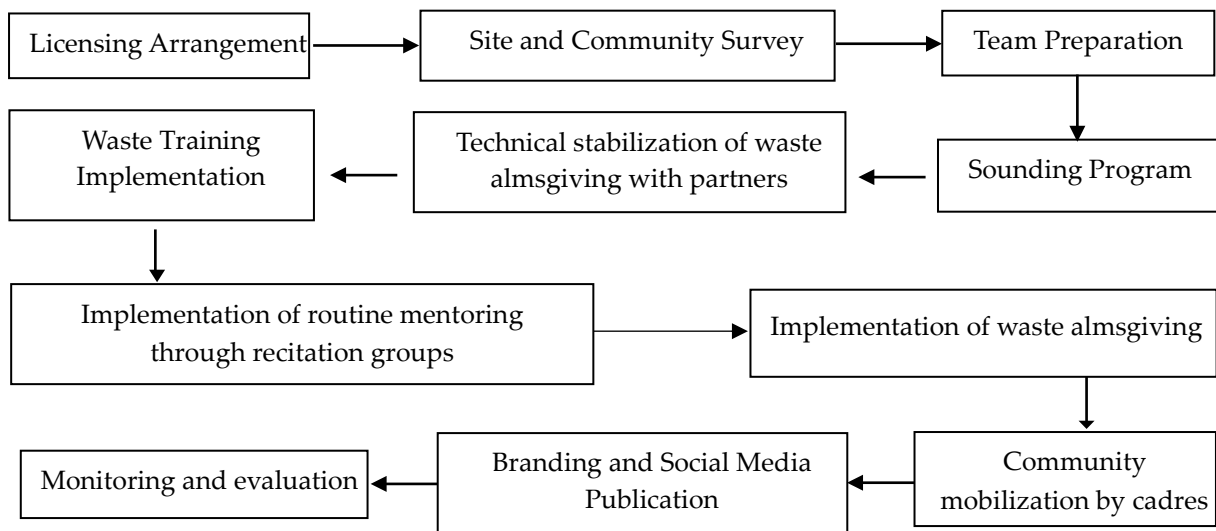 Licensing Arrangement
Site and Community Survey
Team Preparation
Sounding Program
Technical stabilization of waste
almsgiving with partners
Waste Training
Implementation
Implementation of routine mentoring
through recitation groups
Implementation of waste almsgiving
Community
mobilization by cadres
Branding and Social Media
Publication
Monitoring and evaluation